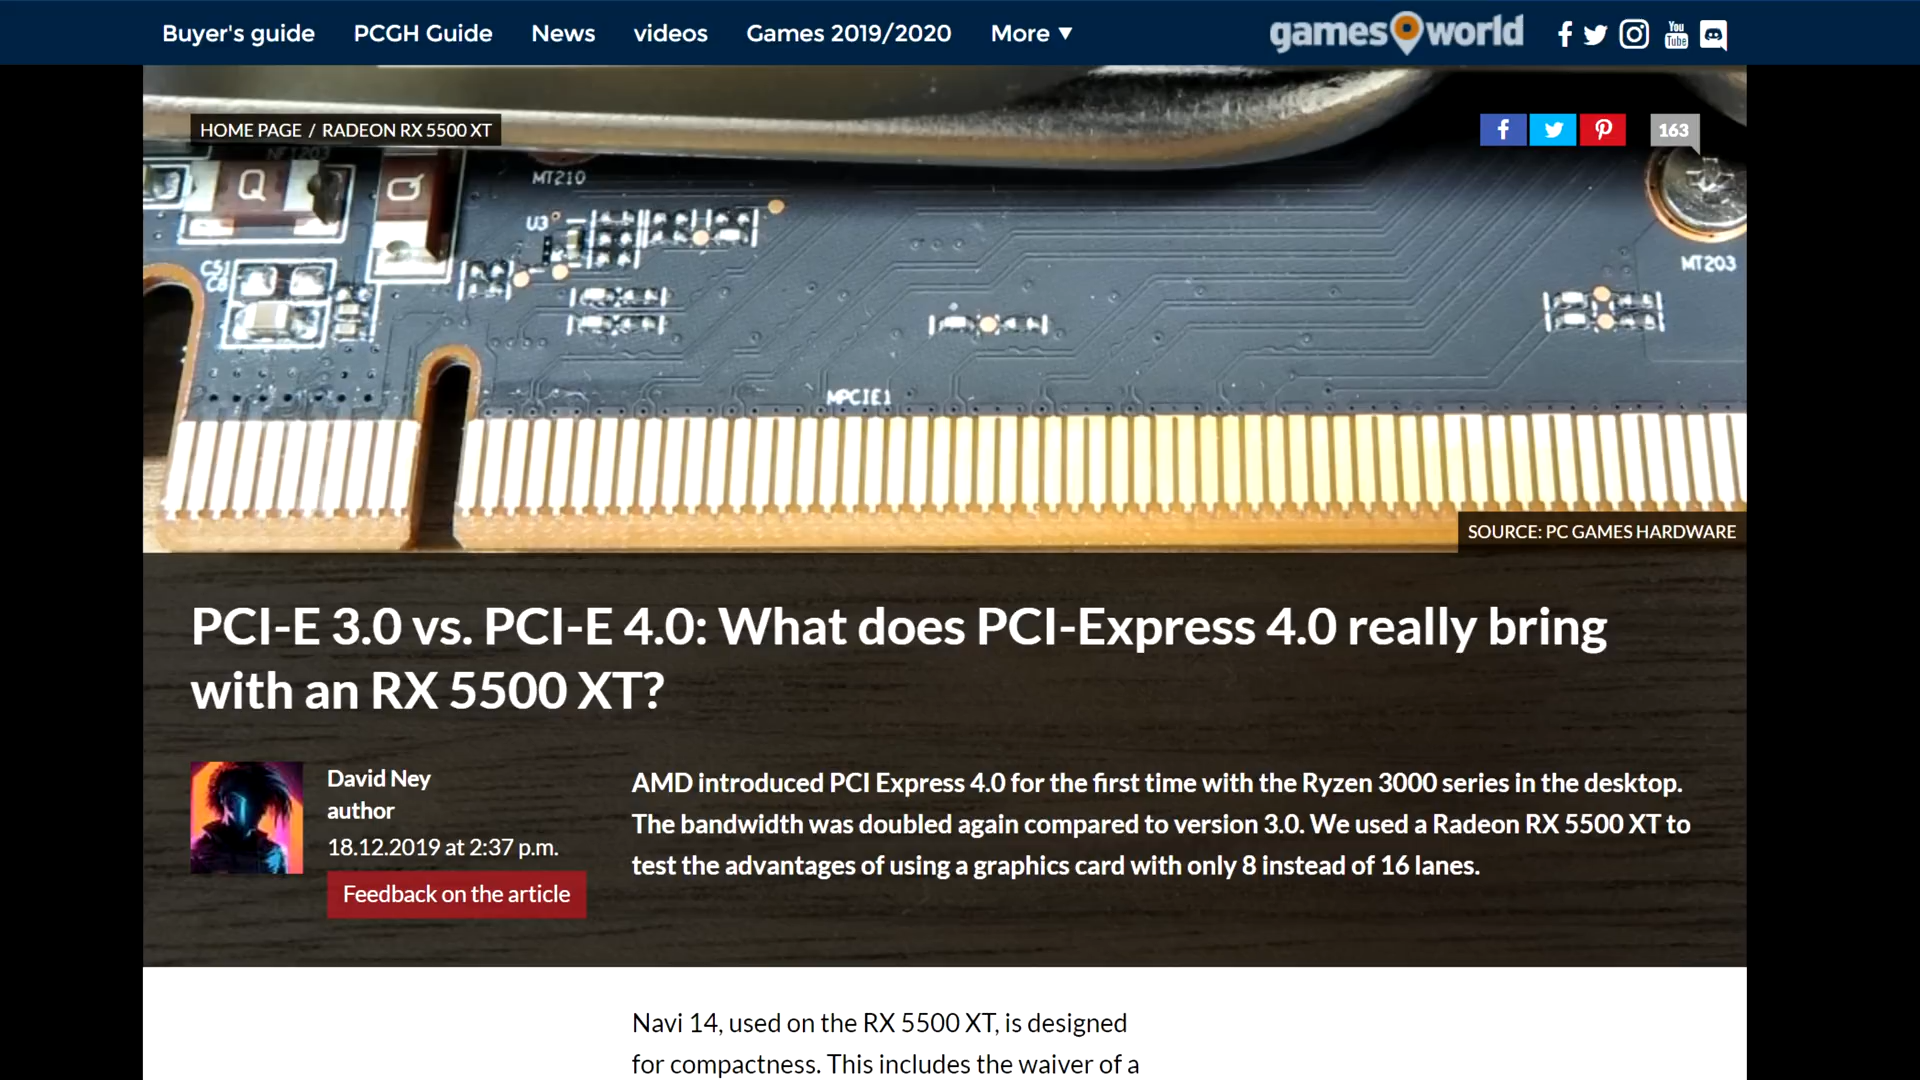 Buyer's guide PCGH Guide News videos Games 2019/2020 More ▼ games world You Tube
HOME PAGE / RADEON RX 5500 XT
163
MT210
Q Q
U3
C51
C8
MT203
MPCIE1
SOURCE: PC GAMES HARDWARE
PCI-E 3.0 vs. PCI-E 4.0: What does PCI-Express 4.0 really bring
with an RX 5500 XT?
David Ney
author
18.12.2019 at 2:37 p.m.
Feedback on the article
AMD introduced PCI Express 4.0 for the first time with the Ryzen 3000 series in the desktop.
The bandwidth was doubled again compared to version 3.0. We used a Radeon RX 5500 XT to
test the advantages of using a graphics card with only 8 instead of 16 lanes.
Navi 14, used on the RX 5500 XT, is designed
for compactness. This includes the waiver of a